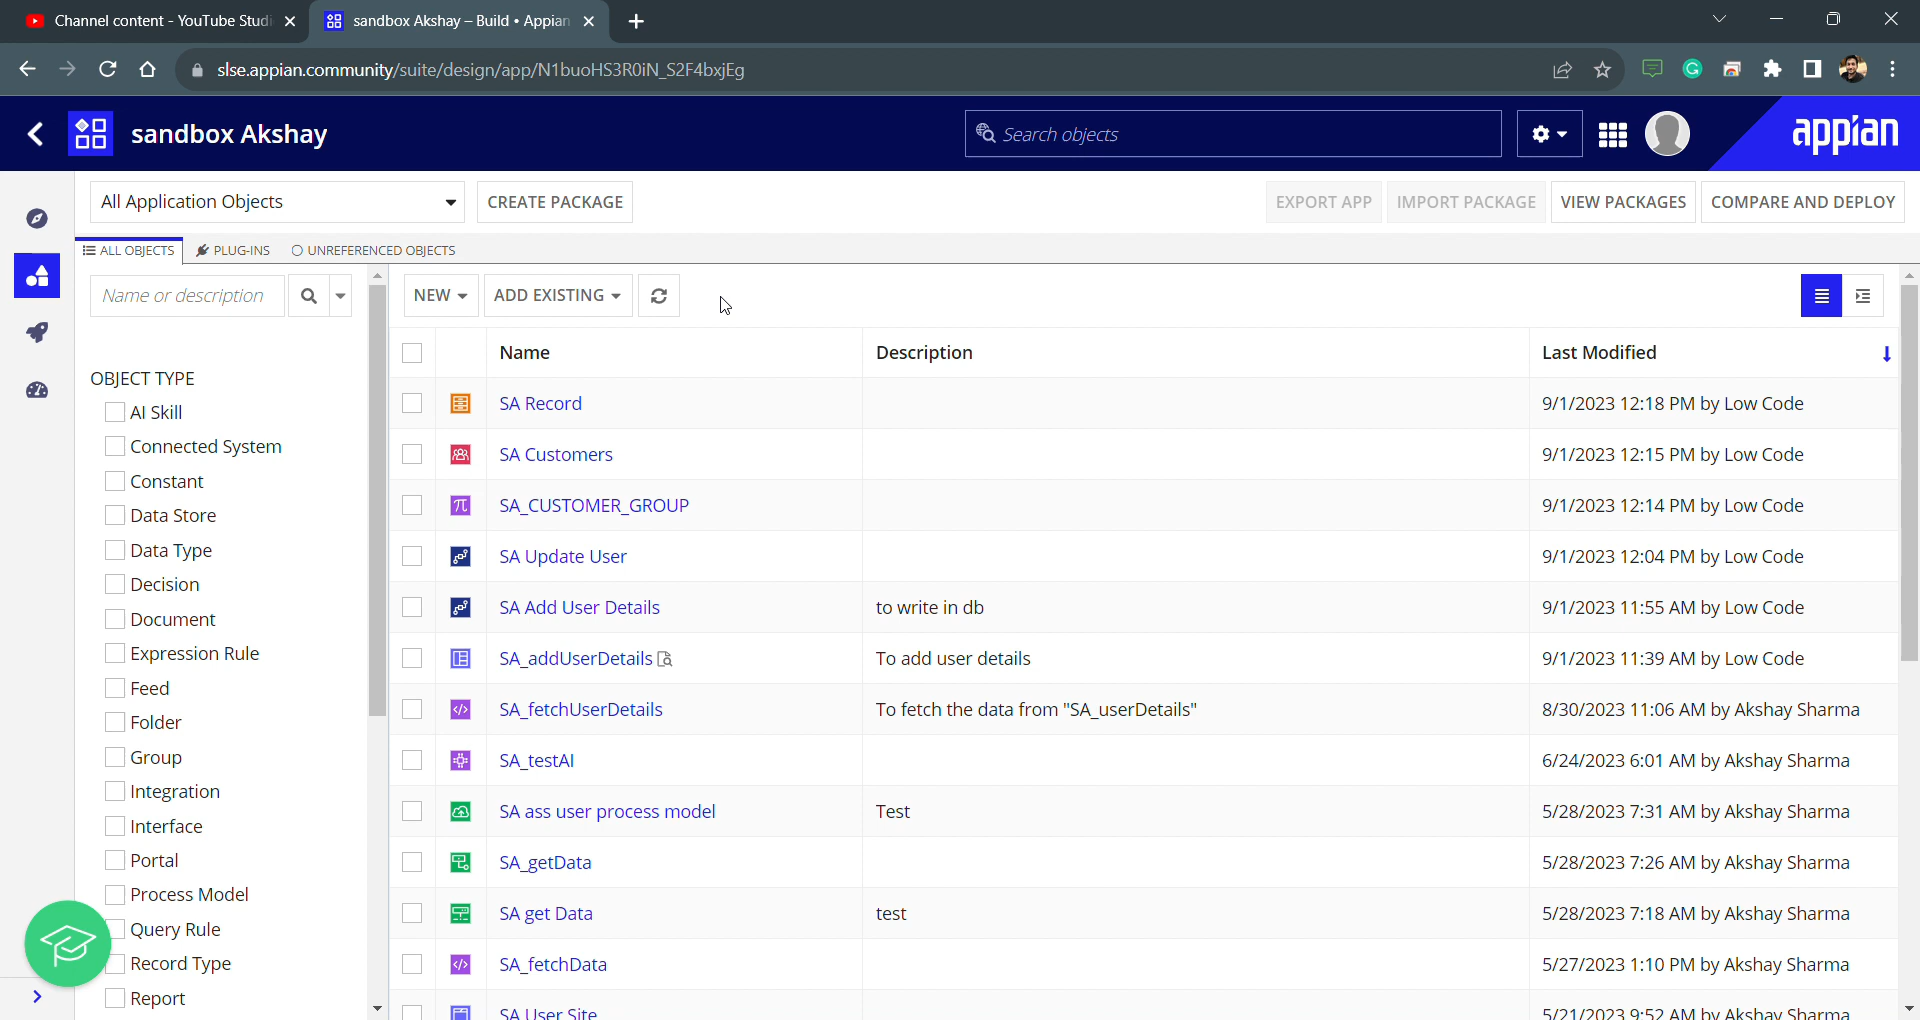 Channel content - YouTube Studi
sandbox Akshay – Build • Appian
slse.appian.community/suite/design/app/N1buoHS3R0iN_S2F4bxjEg
sandbox Akshay
Search objects
appian
All Application Objects
CREATE PACKAGE
EXPORT APP
IMPORT PACKAGE
VIEW PACKAGES
COMPARE AND DEPLOY
ALL OBJECTS
PLUG-INS
UNREFERENCED OBJECTS
Name or description
NEW
ADD EXISTING
OBJECT TYPE
AI Skill
Connected System
Constant
Data Store
Data Type
Decision
Document
Expression Rule
Feed
Folder
Group
Integration
Interface
Portal
Process Model
Query Rule
Record Type
Report
Name Description Last Modified
SA Record 9/1/2023 12:18 PM by Low Code
SA Customers 9/1/2023 12:15 PM by Low Code
SA_CUSTOMER_GROUP 9/1/2023 12:14 PM by Low Code
SA Update User 9/1/2023 12:04 PM by Low Code
SA Add User Details to write in db 9/1/2023 11:55 AM by Low Code
SA_addUserDetails To add user details 9/1/2023 11:39 AM by Low Code
SA_fetchUserDetails To fetch the data from "SA_userDetails" 8/30/2023 11:06 AM by Akshay Sharma
SA_testAI 6/24/2023 6:01 AM by Akshay Sharma
SA ass user process model Test 5/28/2023 7:31 AM by Akshay Sharma
SA_getData 5/28/2023 7:26 AM by Akshay Sharma
SA get Data test 5/28/2023 7:18 AM by Akshay Sharma
SA_fetchData 5/27/2023 1:10 PM by Akshay Sharma
SA User Site 5/21/2023 9:52 AM by Akshay Sharma